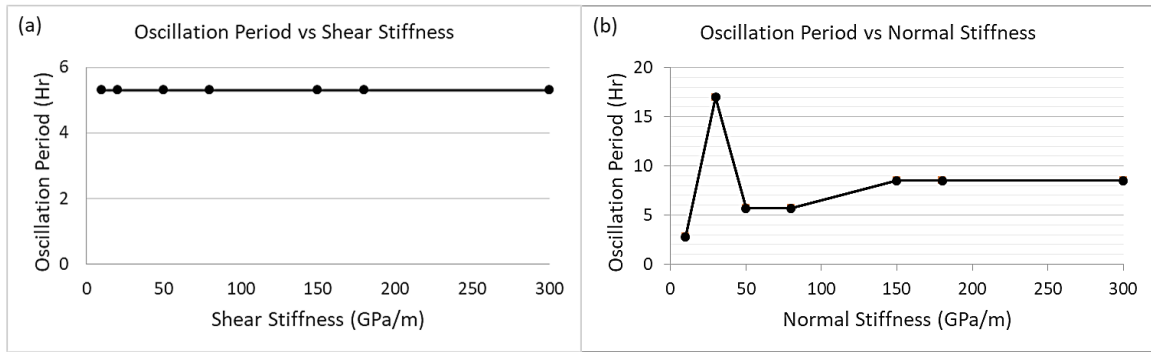 (a)
Oscillation Period vs Shear Stiffness
Oscillation Period (Hr)
6
4
2
0
0 50 100 150 200 250 300
Shear Stiffness (GPa/m)
(b)
Oscillation Period vs Normal Stiffness
Oscillation Period (Hr)
20
15
10
5
0
0 50 100 150 200 250 300
Normal Stiffness (GPa/m)